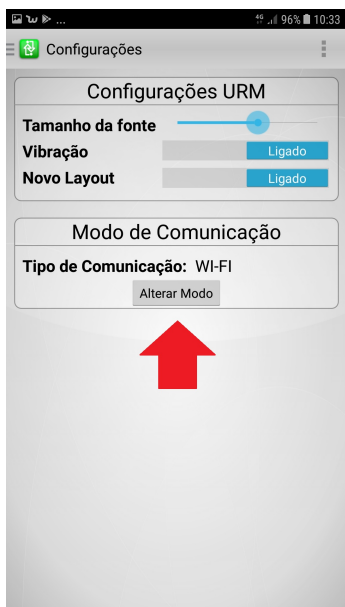 ... 4G 96% 10:33
Configurações
Configurações URM
Tamanho da fonte
Vibração Ligado
Novo Layout Ligado
Modo de Comunicação
Tipo de Comunicação: WI-FI
Alterar Modo